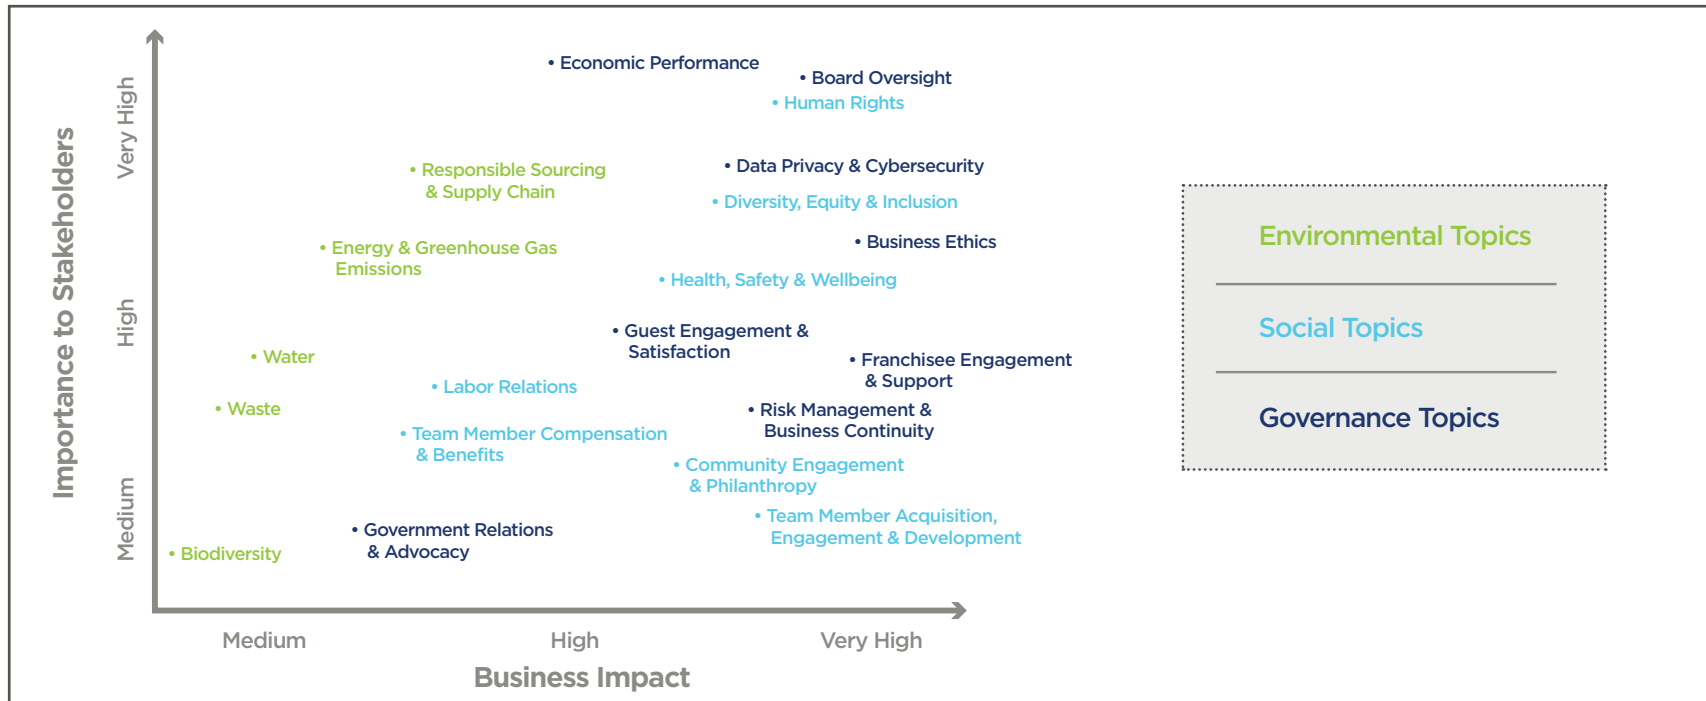 Importance to Stakeholders
Very High
High
Medium
• Economic Performance
• Board Oversight
• Human Rights
• Responsible Sourcing
& Supply Chain
• Data Privacy & Cybersecurity
• Diversity, Equity & Inclusion
• Energy & Greenhouse Gas
Emissions
• Business Ethics
• Health, Safety & Wellbeing
• Guest Engagement &
Satisfaction
• Water
• Franchisee Engagement
& Support
• Labor Relations
• Waste
• Risk Management &
Business Continuity
• Team Member Compensation
& Benefits
• Community Engagement
& Philanthropy
• Team Member Acquisition,
Engagement & Development
• Government Relations
& Advocacy
• Biodiversity
Medium
High
Very High
Business Impact
Environmental Topics
Social Topics
Governance Topics